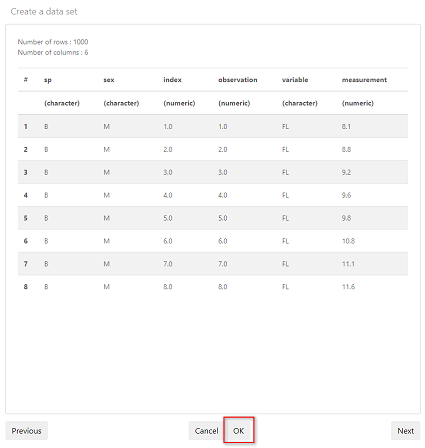 Create a data set
Number of rows : 1000
Number of columns : 6
# sp sex index observation variable measurement
(character) (character) (numeric) (numeric) (character) (numeric)
1 B M 1.0 1.0 FL 8.1
2 B M 2.0 2.0 FL 8.8
3 B M 3.0 3.0 FL 9.2
4 B M 4.0 4.0 FL 9.6
5 B M 5.0 5.0 FL 9.8
6 B M 6.0 6.0 FL 10.8
7 B M 7.0 7.0 FL 11.1
8 B M 8.0 8.0 FL 11.6
Previous Cancel OK Next